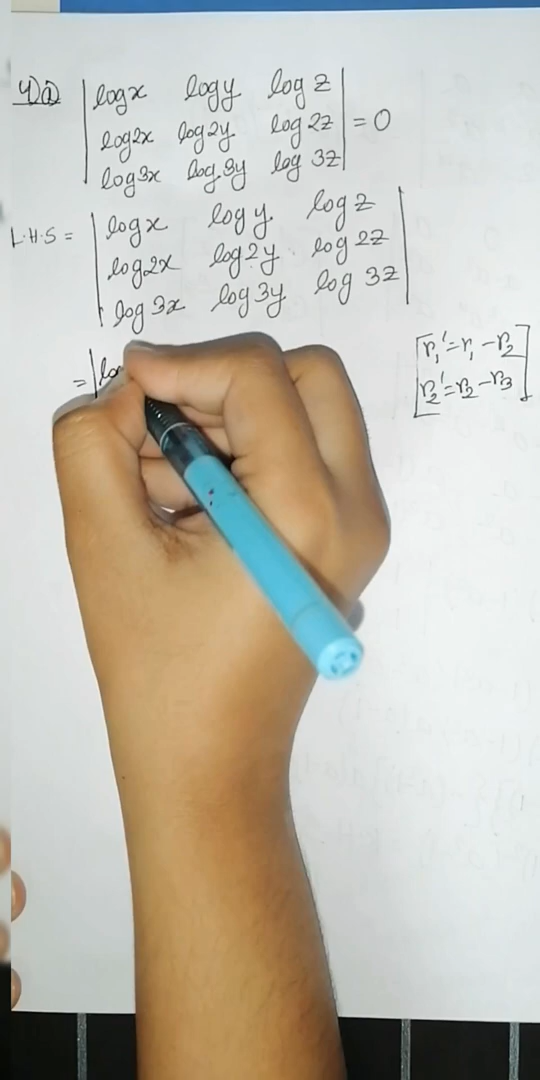 4)a) | log x log y log z |
| log 2x log 2y log 2z | = 0
| log 3x log 3y log 3z |
L.H.S = | log x log y log z |
| log 2x log 2y log 2z |
| log 3x log 3y log 3z |
[r₁' = r₁ - r₂
r₂' = r₂ - r₃]
= | lo